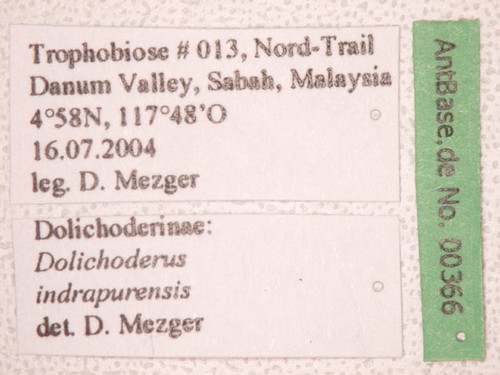 Trophobiose # 013, Nord-Trail
Danum Valley, Sabah, Malaysia
4°58N, 117°48'O
16.07.2004
leg. D. Mezger
Dolichoderinae:
Dolichoderus
indrapurensis
det. D. Mezger
AntBase.de No. 00366